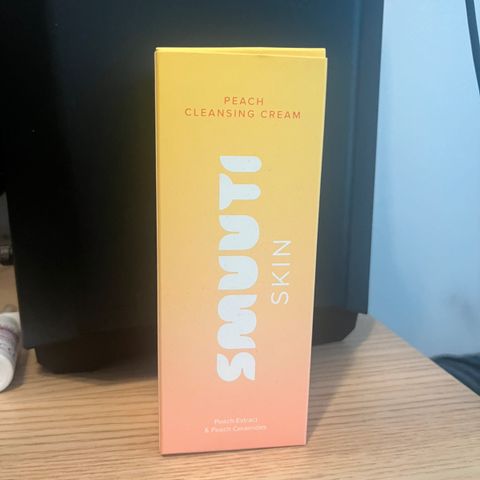 PEACH
CLEANSING CREAM
SMUUTI
SKIN
Peach Extract
& Peach Ceramides